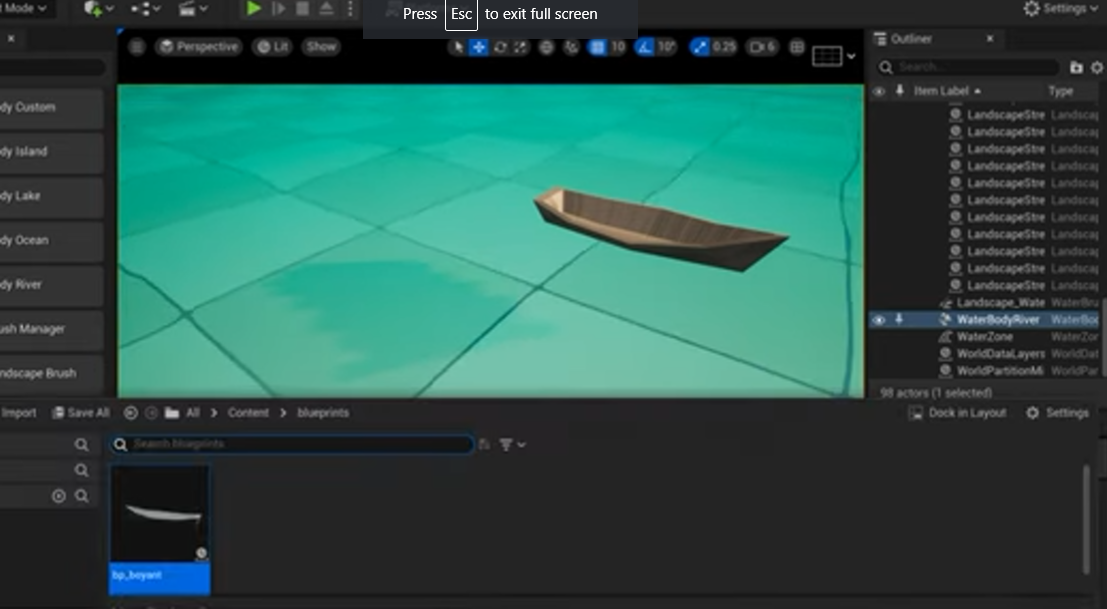 t Mode
Press Esc to exit full screen
Settings
Perspective
Lit
Show
10
10°
0.25
6
Outliner
Search...
Item Label
Type
dy Custom
dy Island
dy Lake
dy Ocean
dy River
ush Manager
ndscape Brush
LandscapeStre Landscap
LandscapeStre Landscap
LandscapeStre Landscap
LandscapeStre Landscap
LandscapeStre Landscap
LandscapeStre Landscap
LandscapeStre Landscap
LandscapeStre Landscap
LandscapeStre Landscap
LandscapeStre Landscap
LandscapeStre Landscap
Landscape_Wate WaterBru
WaterBodyRiver WaterBod
WaterZone WaterZor
WorldDataLayers WorldDat
WorldPartitionMi WorldPar
98 actors (1 selected)
Import
Save All
All
Content
blueprints
Dock in Layout
Settings
Search blueprints
bp_boyant